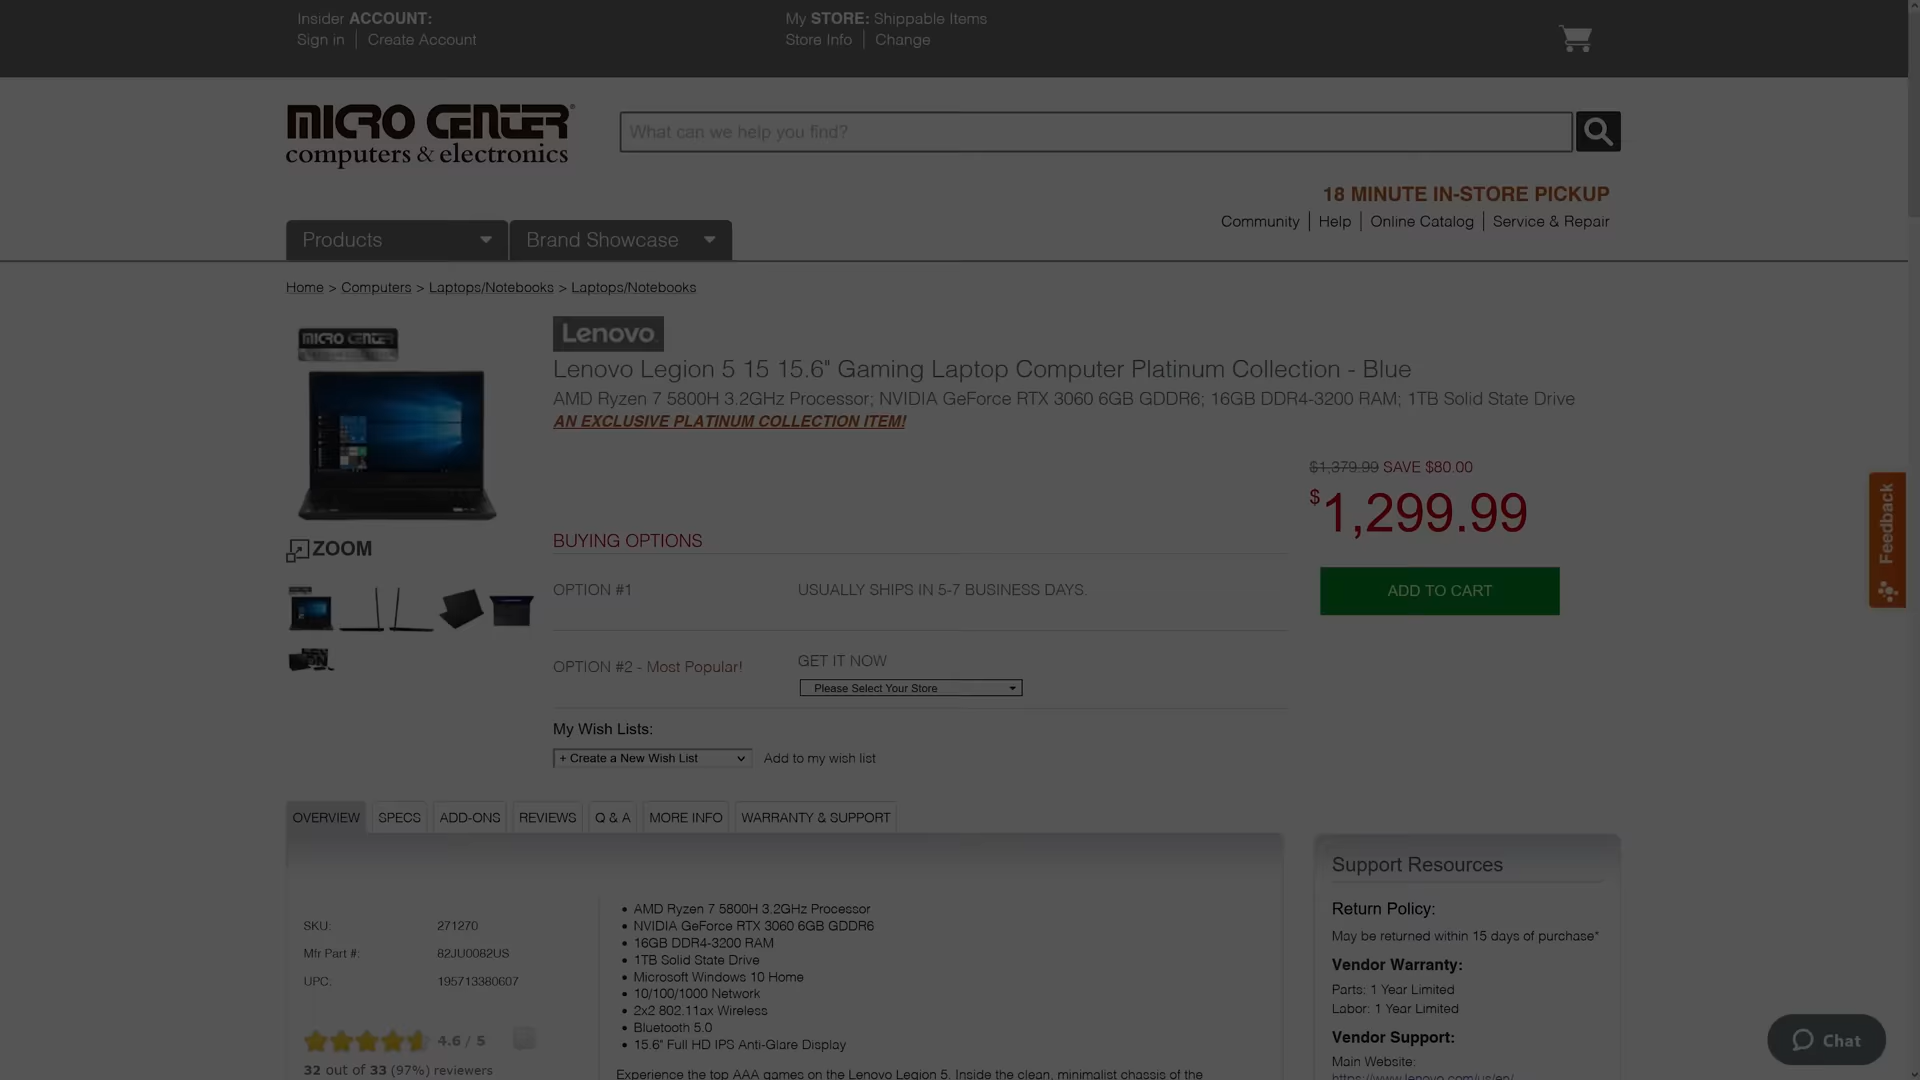 Insider ACCOUNT:
Sign in | Create Account
My STORE: Shippable Items
Store Info | Change
MICRO CENTER
computers & electronics
What can we help you find?
18 MINUTE IN-STORE PICKUP
Community | Help | Online Catalog | Service & Repair
Products
Brand Showcase
Home > Computers > Laptops/Notebooks > Laptops/Notebooks
MICRO CENTER
Lenovo
Lenovo Legion 5 15 15.6" Gaming Laptop Computer Platinum Collection - Blue
AMD Ryzen 7 5800H 3.2GHz Processor; NVIDIA GeForce RTX 3060 6GB GDDR6; 16GB DDR4-3200 RAM; 1TB Solid State Drive
AN EXCLUSIVE PLATINUM COLLECTION ITEM!
$1,379.99 SAVE $80.00
$1,299.99
ADD TO CART
Feedback
ZOOM
BUYING OPTIONS
OPTION #1
USUALLY SHIPS IN 5-7 BUSINESS DAYS.
OPTION #2 - Most Popular!
GET IT NOW
Please Select Your Store
My Wish Lists:
+ Create a New Wish List
Add to my wish list
OVERVIEW
SPECS
ADD-ONS
REVIEWS
Q & A
MORE INFO
WARRANTY & SUPPORT
SKU: 271270
Mfr Part #: 82JU0082US
UPC: 195713380607
4.6 / 5
32 out of 33 (97%) reviewers
AMD Ryzen 7 5800H 3.2GHz Processor
NVIDIA GeForce RTX 3060 6GB GDDR6
16GB DDR4-3200 RAM
1TB Solid State Drive
Microsoft Windows 10 Home
10/100/1000 Network
2x2 802.11ax Wireless
Bluetooth 5.0
15.6" Full HD IPS Anti-Glare Display
Experience the top AAA games on the Lenovo Legion 5. Inside the clean, minimalist chassis of the
Support Resources
Return Policy:
May be returned within 15 days of purchase*
Vendor Warranty:
Parts: 1 Year Limited
Labor: 1 Year Limited
Vendor Support:
Main Website:
https://www.lenovo.com/us/en/
Chat